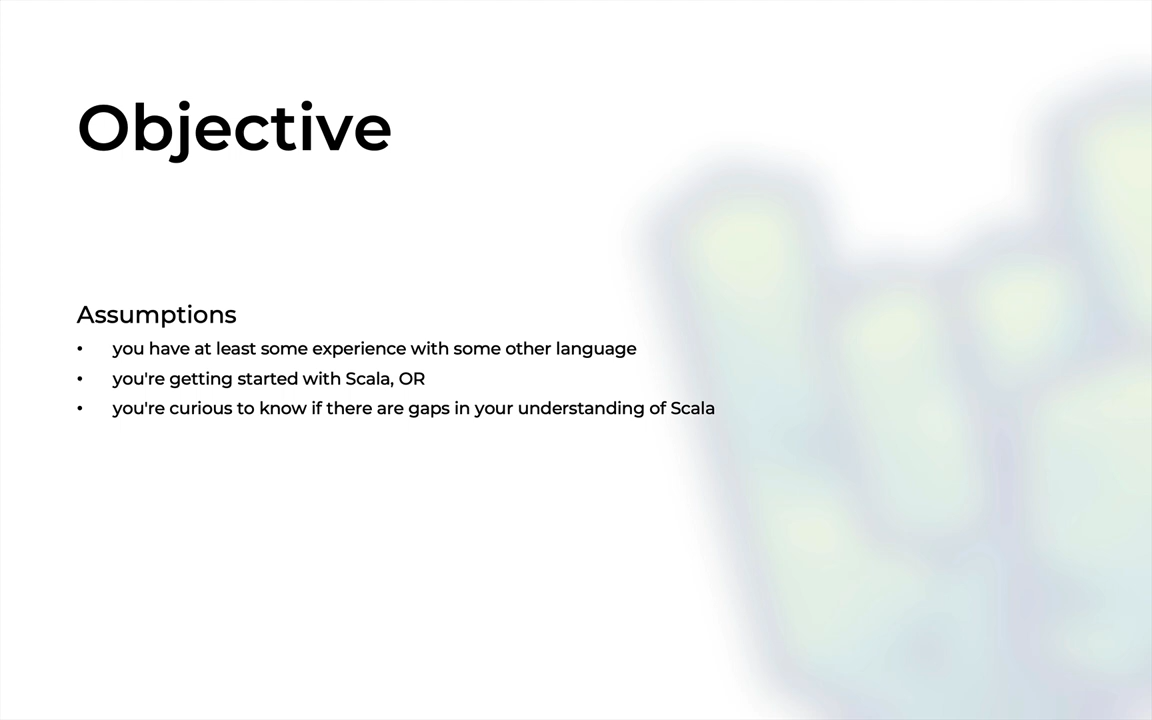 Objective
Assumptions
• you have at least some experience with some other language
• you're getting started with Scala, OR
• you're curious to know if there are gaps in your understanding of Scala